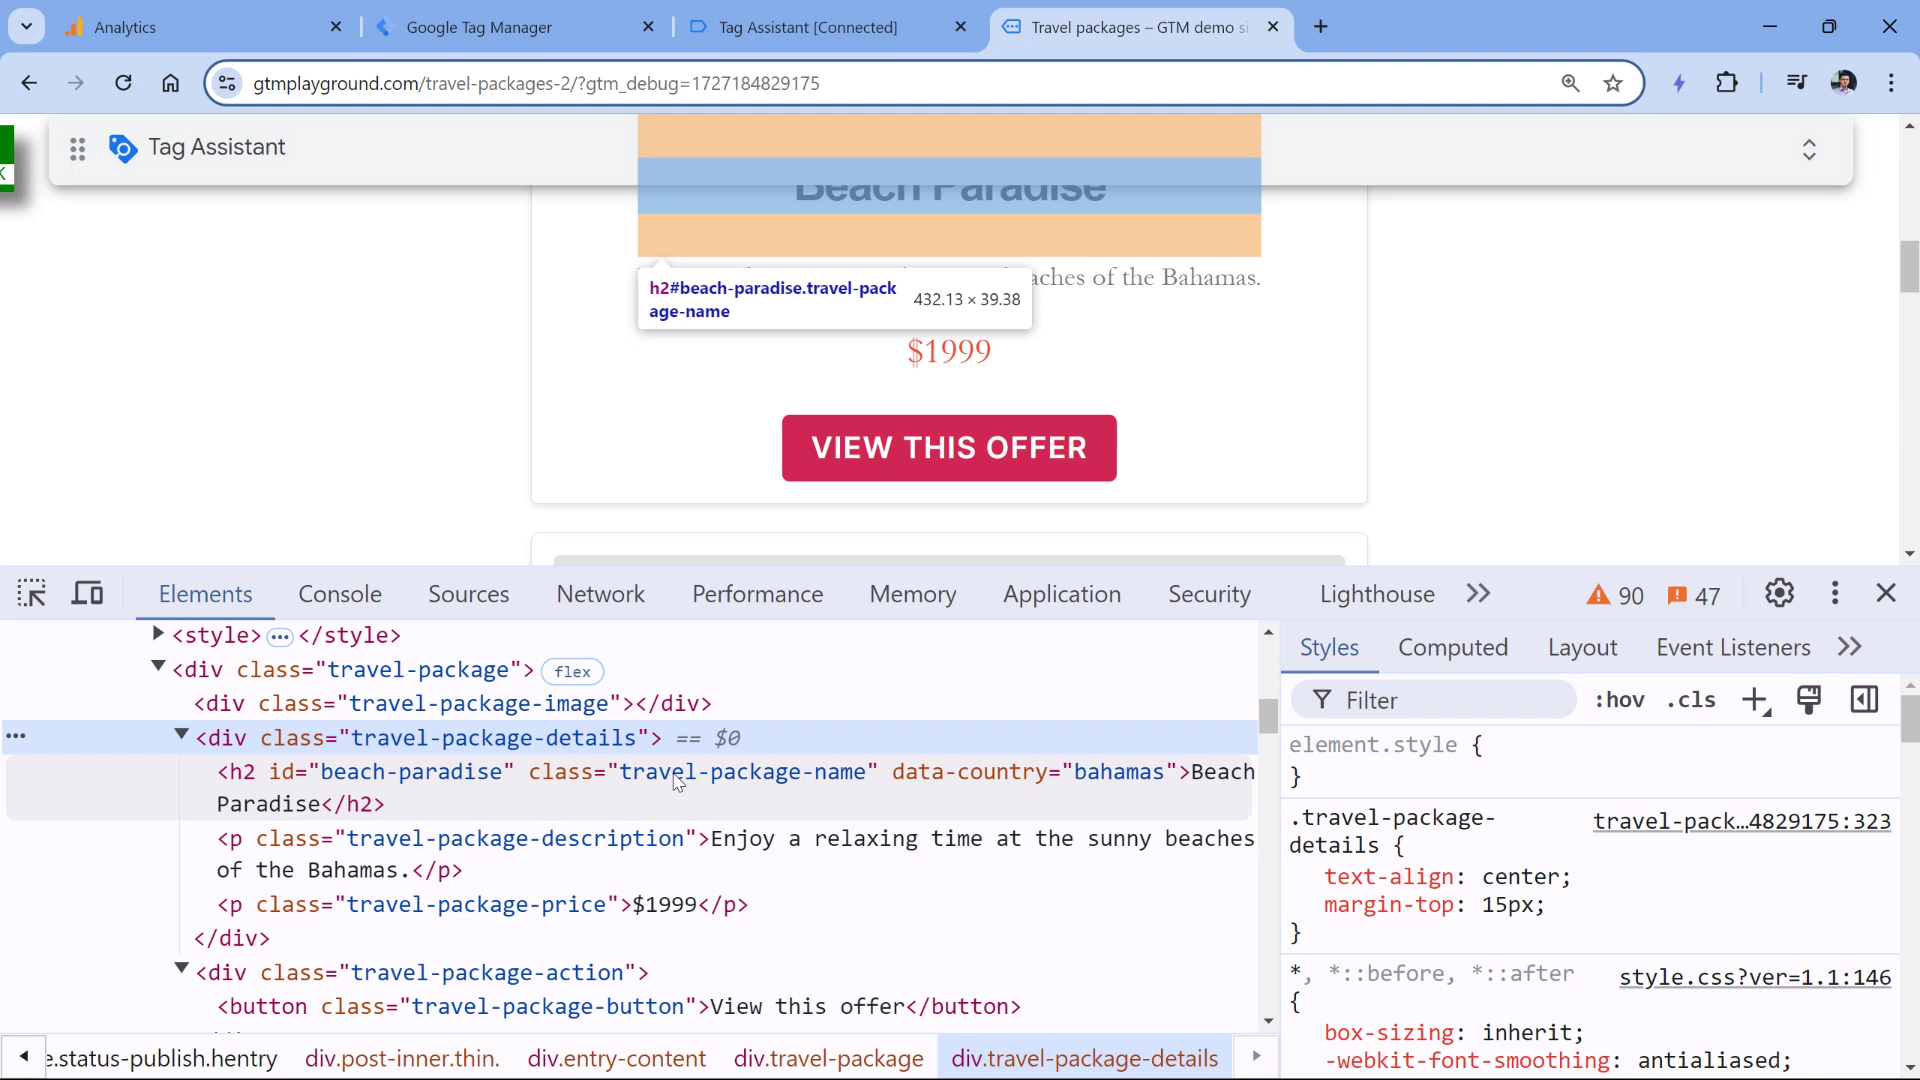 Analytics
Google Tag Manager
Tag Assistant [Connected]
Travel packages – GTM demo si
gtmplayground.com/travel-packages-2/?gtm_debug=1727184829175
K
Tag Assistant
Beach Paradise
aches of the Bahamas.
h2#beach-paradise.travel-pack
age-name
432.13 × 39.38
$1999
VIEW THIS OFFER
Elements Console Sources Network Performance Memory Application Security Lighthouse 90 47
<style> ••• </style>
<div class="travel-package"> flex
<div class="travel-package-image"></div>
••• <div class="travel-package-details"> == $0
<h2 id="beach-paradise" class="travel-package-name" data-country="bahamas">Beach
Paradise</h2>
<p class="travel-package-description">Enjoy a relaxing time at the sunny beaches
of the Bahamas.</p>
<p class="travel-package-price">$1999</p>
</div>
<div class="travel-package-action">
<button class="travel-package-button">View this offer</button>
e.status-publish.hentry div.post-inner.thin. div.entry-content div.travel-package div.travel-package-details
Styles Computed Layout Event Listeners
Filter :hov .cls
element.style {
}
.travel-package- travel-pack…4829175:323
details {
text-align: center;
margin-top: 15px;
}
*, *::before, *::after style.css?ver=1.1:146
{
box-sizing: inherit;
-webkit-font-smoothing: antialiased;